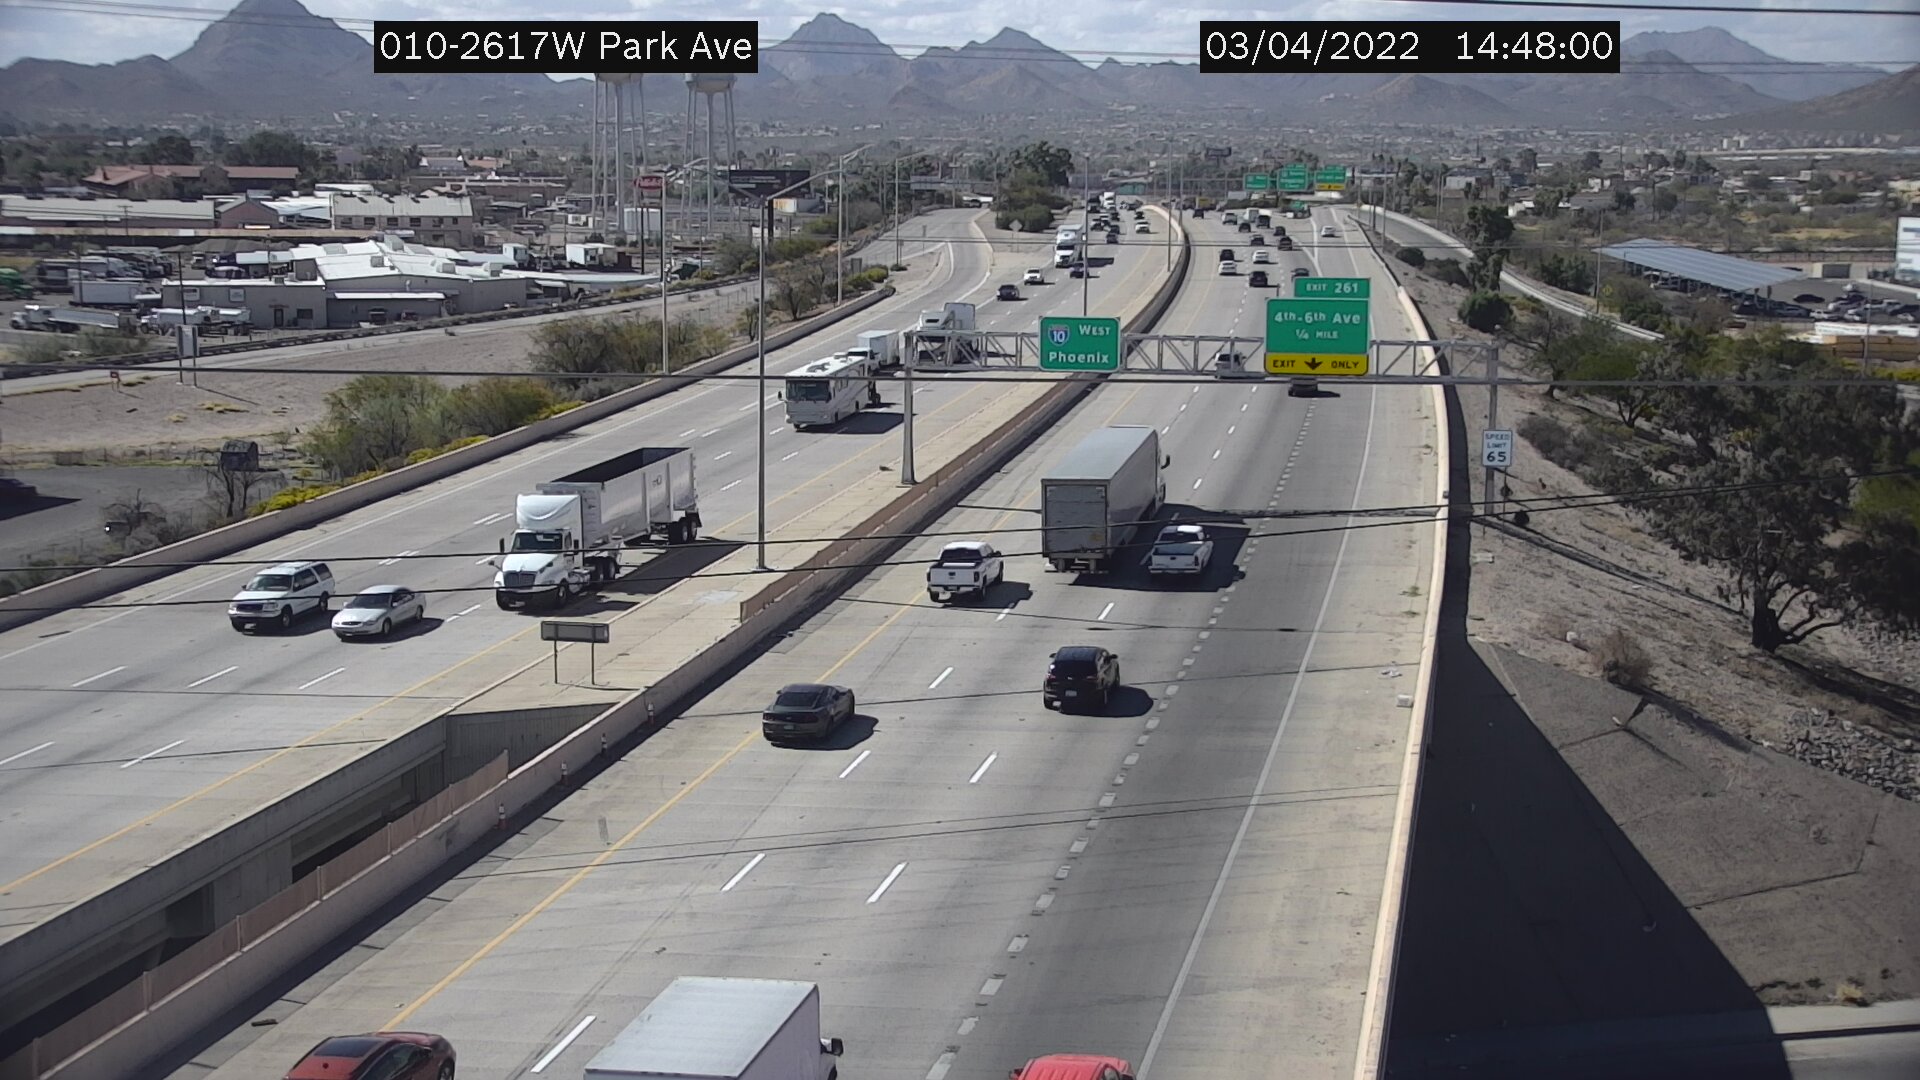 010-2617W Park Ave
03/04/2022 14:48:00
EXIT 261
4th-6th Ave
1/4 MILE
EXIT ONLY
10 WEST
Phoenix
SPEED
LIMIT
65